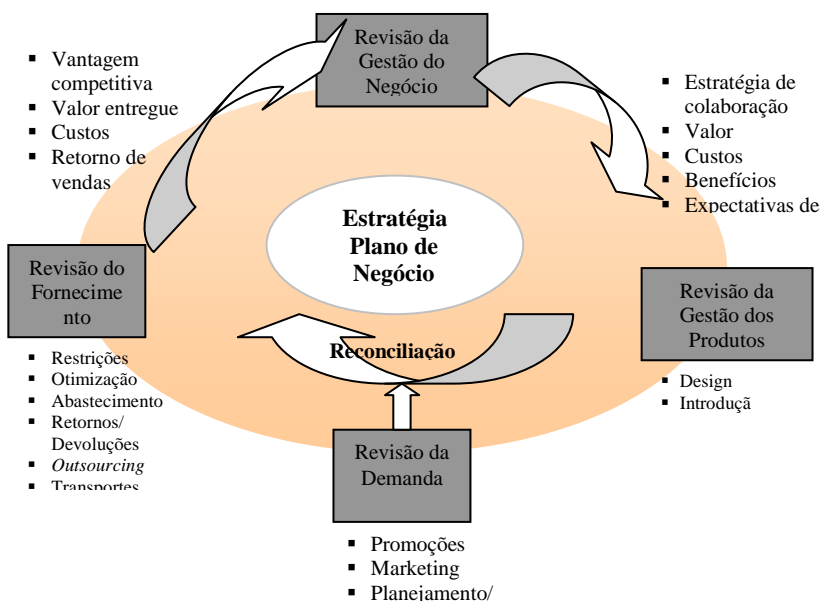 Revisão da
Gestão do
Negócio
Vantagem
competitiva
Valor entregue
Custos
Retorno de
vendas
Estratégia de
colaboração
Valor
Custos
Benefícios
Expectativas de
Estratégia
Plano de
Negócio
Revisão do
Fornecime
nto
Restrições
Otimização
Abastecimento
Retornos/
Devoluções
Outsourcing
Transportes
Revisão da
Gestão dos
Produtos
Design
Introduçã
Reconciliação
Revisão da
Demanda
Promoções
Marketing
Planejamento/